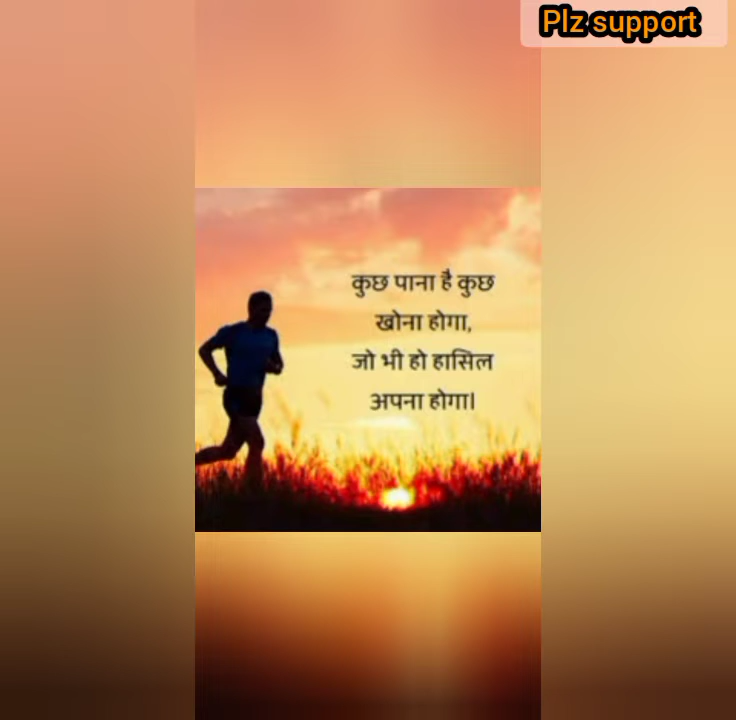 Plz support
कुछ पाना है कुछ
खोना होगा,
जो भी हो हासिल
अपना होगा।